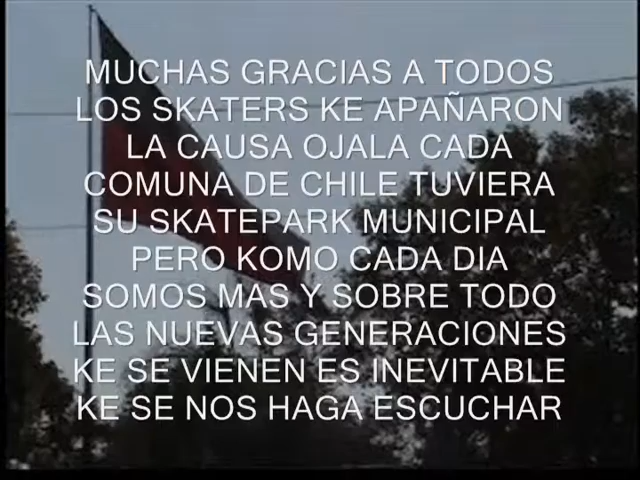 MUCHAS GRACIAS A TODOS
LOS SKATERS KE APAÑARON
LA CAUSA OJALA CADA
COMUNA DE CHILE TUVIERA
SU SKATEPARK MUNICIPAL
PERO KOMO CADA DIA
SOMOS MAS Y SOBRE TODO
LAS NUEVAS GENERACIONES
KE SE VIENEN ES INEVITABLE
KE SE NOS HAGA ESCUCHAR